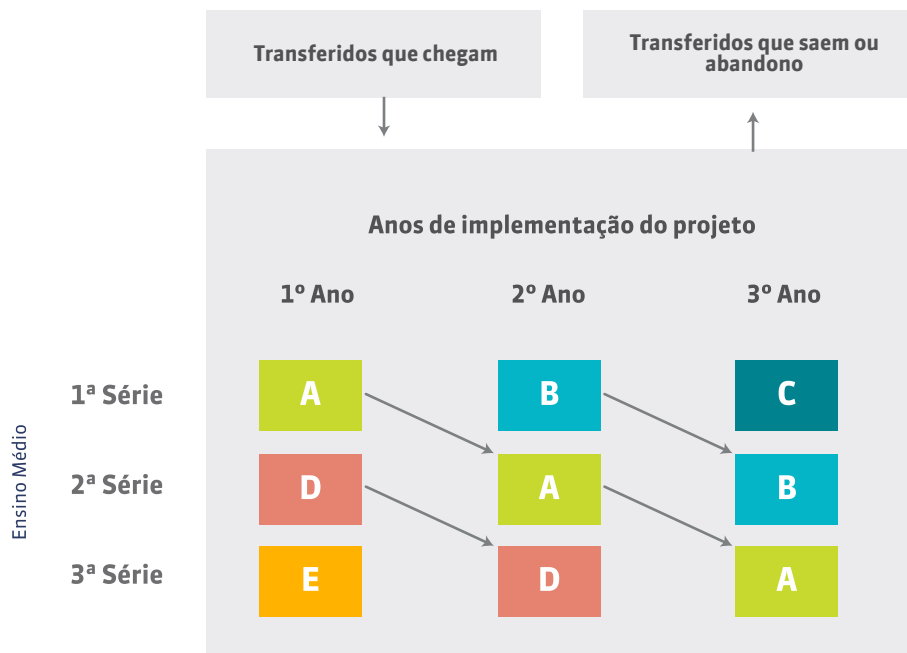 Transferidos que chegam
Transferidos que saem ou
abandono
Anos de implementação do projeto
1º Ano
2º Ano
3º Ano
Ensino Médio
1ª Série
A
B
C
2ª Série
D
A
B
3ª Série
E
D
A